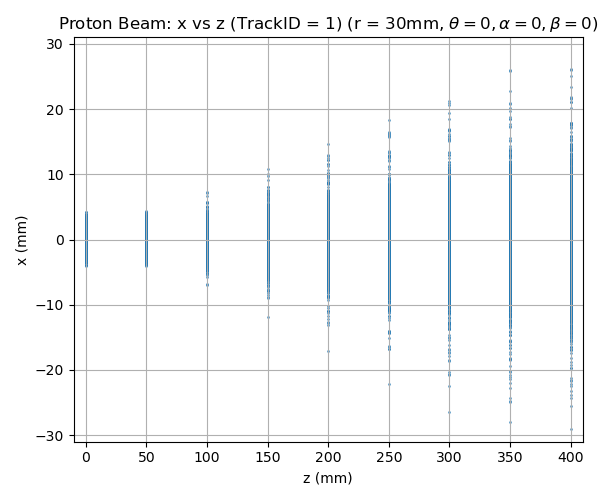 Proton Beam: x vs z (TrackID = 1) (r = 30mm, θ = 0, α = 0, β = 0)
30
20
10
0
−10
−20
−30
x (mm)
0 50 100 150 200 250 300 350 400
z (mm)